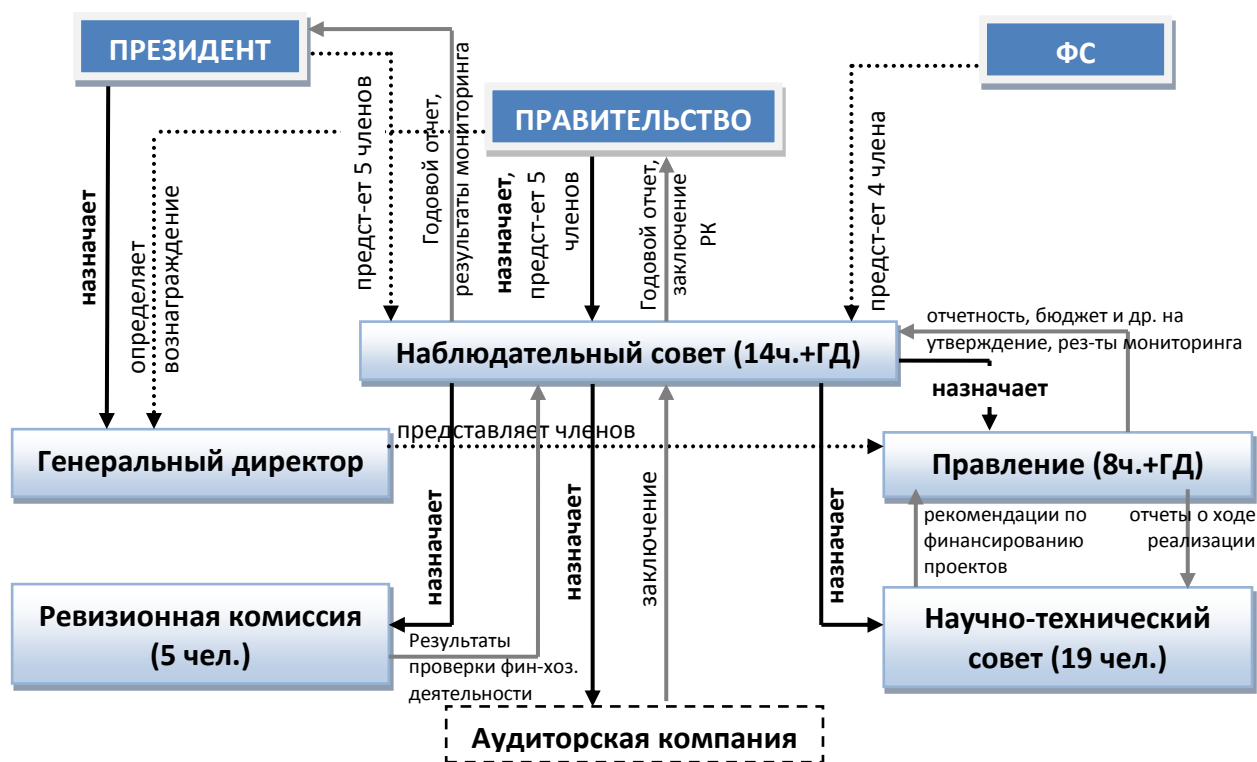 ПРЕЗИДЕНТ
ФС
ПРАВИТЕЛЬСТВО
назначает
определяет
вознаграждение
предст-ет 5 членов
Годовой отчет,
результаты мониторинга
назначает,
предст-ет 5
членов
Годовой отчет,
заключение
РК
предст-ет 4 члена
отчетность, бюджет и др. на
утверждение, рез-ты мониторинга
Наблюдательный совет (14ч.+ГД)
назначает
представляет членов
Генеральный директор
Правление (8ч.+ГД)
назначает
назначает
заключение
назначает
рекомендации по
финансированию
проектов
отчеты о ходе
реализации
Ревизионная комиссия
(5 чел.)
Результаты
проверки фин-хоз.
деятельности
Научно-технический
совет (19 чел.)
Аудиторская компания